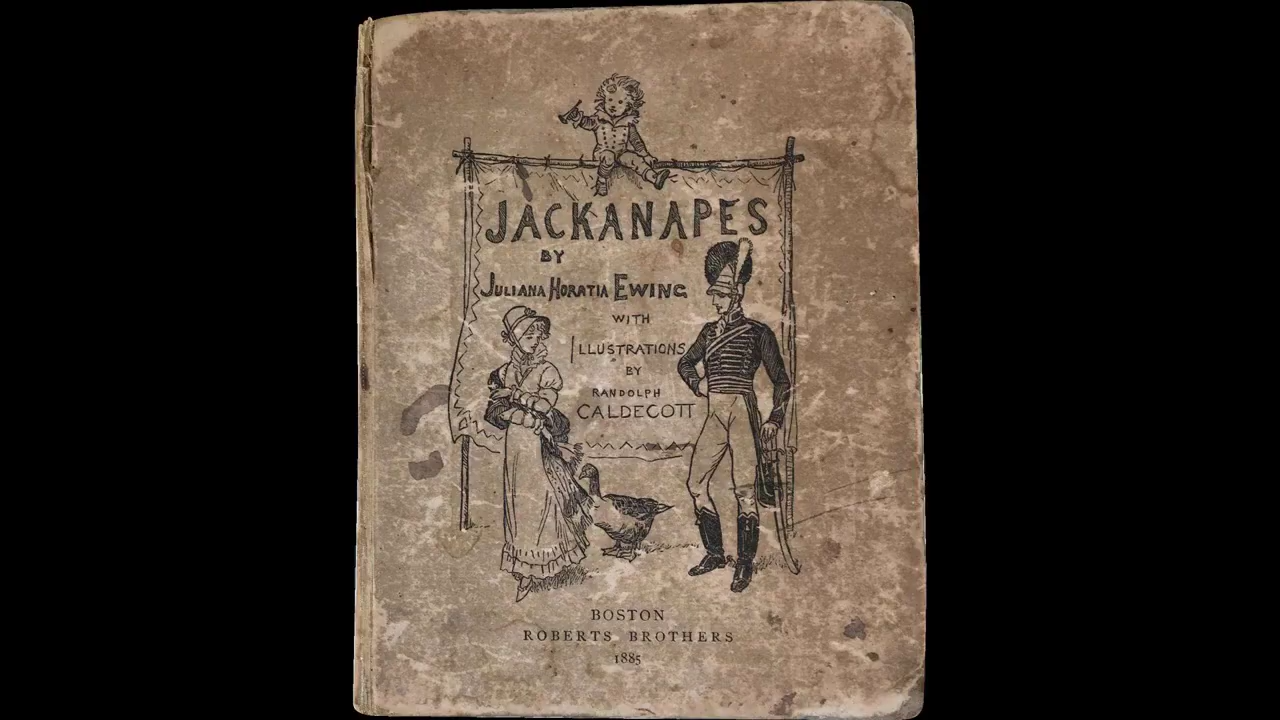 JACKANAPES
BY
JULIANA HORATIA EWING
WITH
ILLUSTRATIONS
BY
RANDOLPH
CALDECOTT
BOSTON
ROBERTS BROTHERS
1885